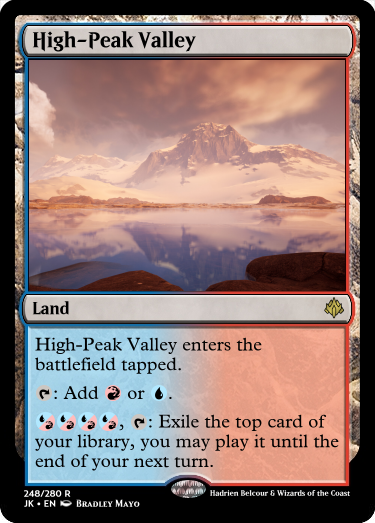 High-Peak Valley
Land
High-Peak Valley enters the
battlefield tapped.
: Add or .
, : Exile the top card of
your library, you may play it until the
end of your next turn.
248/280 R
JK • EN Bradley Mayo
Hadrien Belcour & Wizards of the Coast